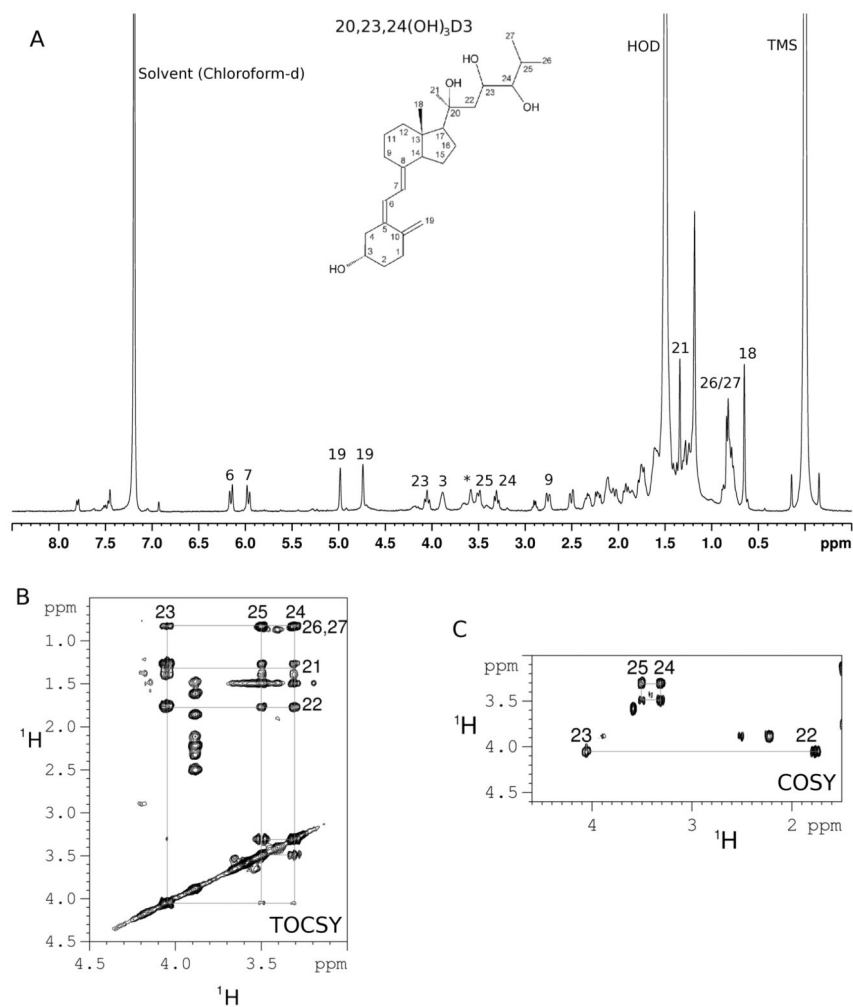 A
20,23,24(OH)₃D3
Solvent (Chloroform-d)
HOD
TMS
27
26
25
HO
24
23
OH
21
OH
22
20
18
12
17
11
13
16
9
14
15
8
7
6
19
5
4
10
3
1
2
HO
21
18
26/27
19 19
6 7
23 3 * 25 24
9
8.0 7.5 7.0 6.5 6.0 5.5 5.0 4.5 4.0 3.5 3.0 2.5 2.0 1.5 1.0 0.5 ppm
B
ppm
23 25 24
26,27
1.0
21
1.5
22
2.0
¹H
2.5
3.0
3.5
4.0
TOCSY
4.5
4.5 4.0 3.5 ppm
¹H
C
ppm
25 24
3.5
¹H
23 22
4.0
COSY
4.5
4 3 2 ppm
¹H